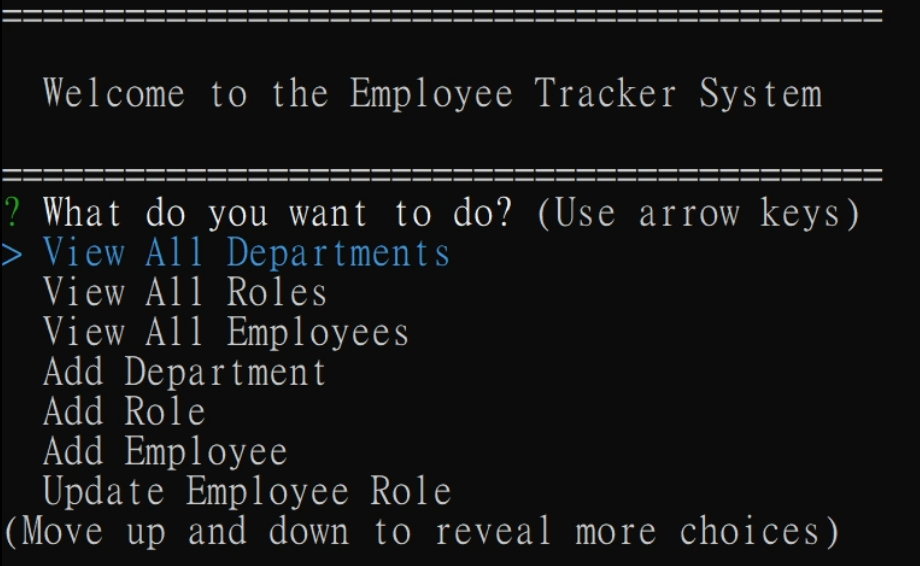 ===========================================
Welcome to the Employee Tracker System
===========================================
? What do you want to do? (Use arrow keys)
> View All Departments
View All Roles
View All Employees
Add Department
Add Role
Add Employee
Update Employee Role
(Move up and down to reveal more choices)